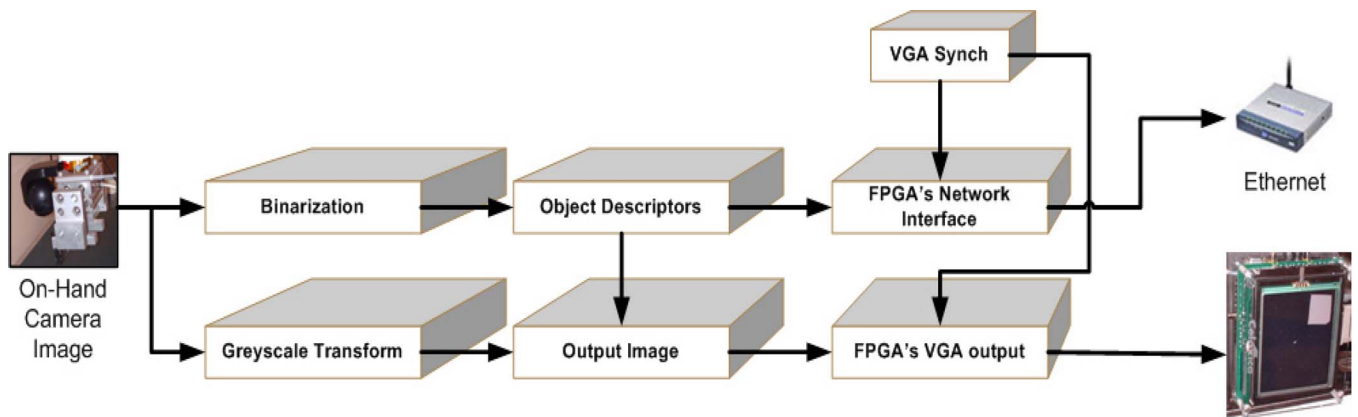 VGA Synch
Binarization
Object Descriptors
FPGA's Network
Interface
Ethernet
On-Hand
Camera
Image
Greyscale Transform
Output Image
FPGA's VGA output